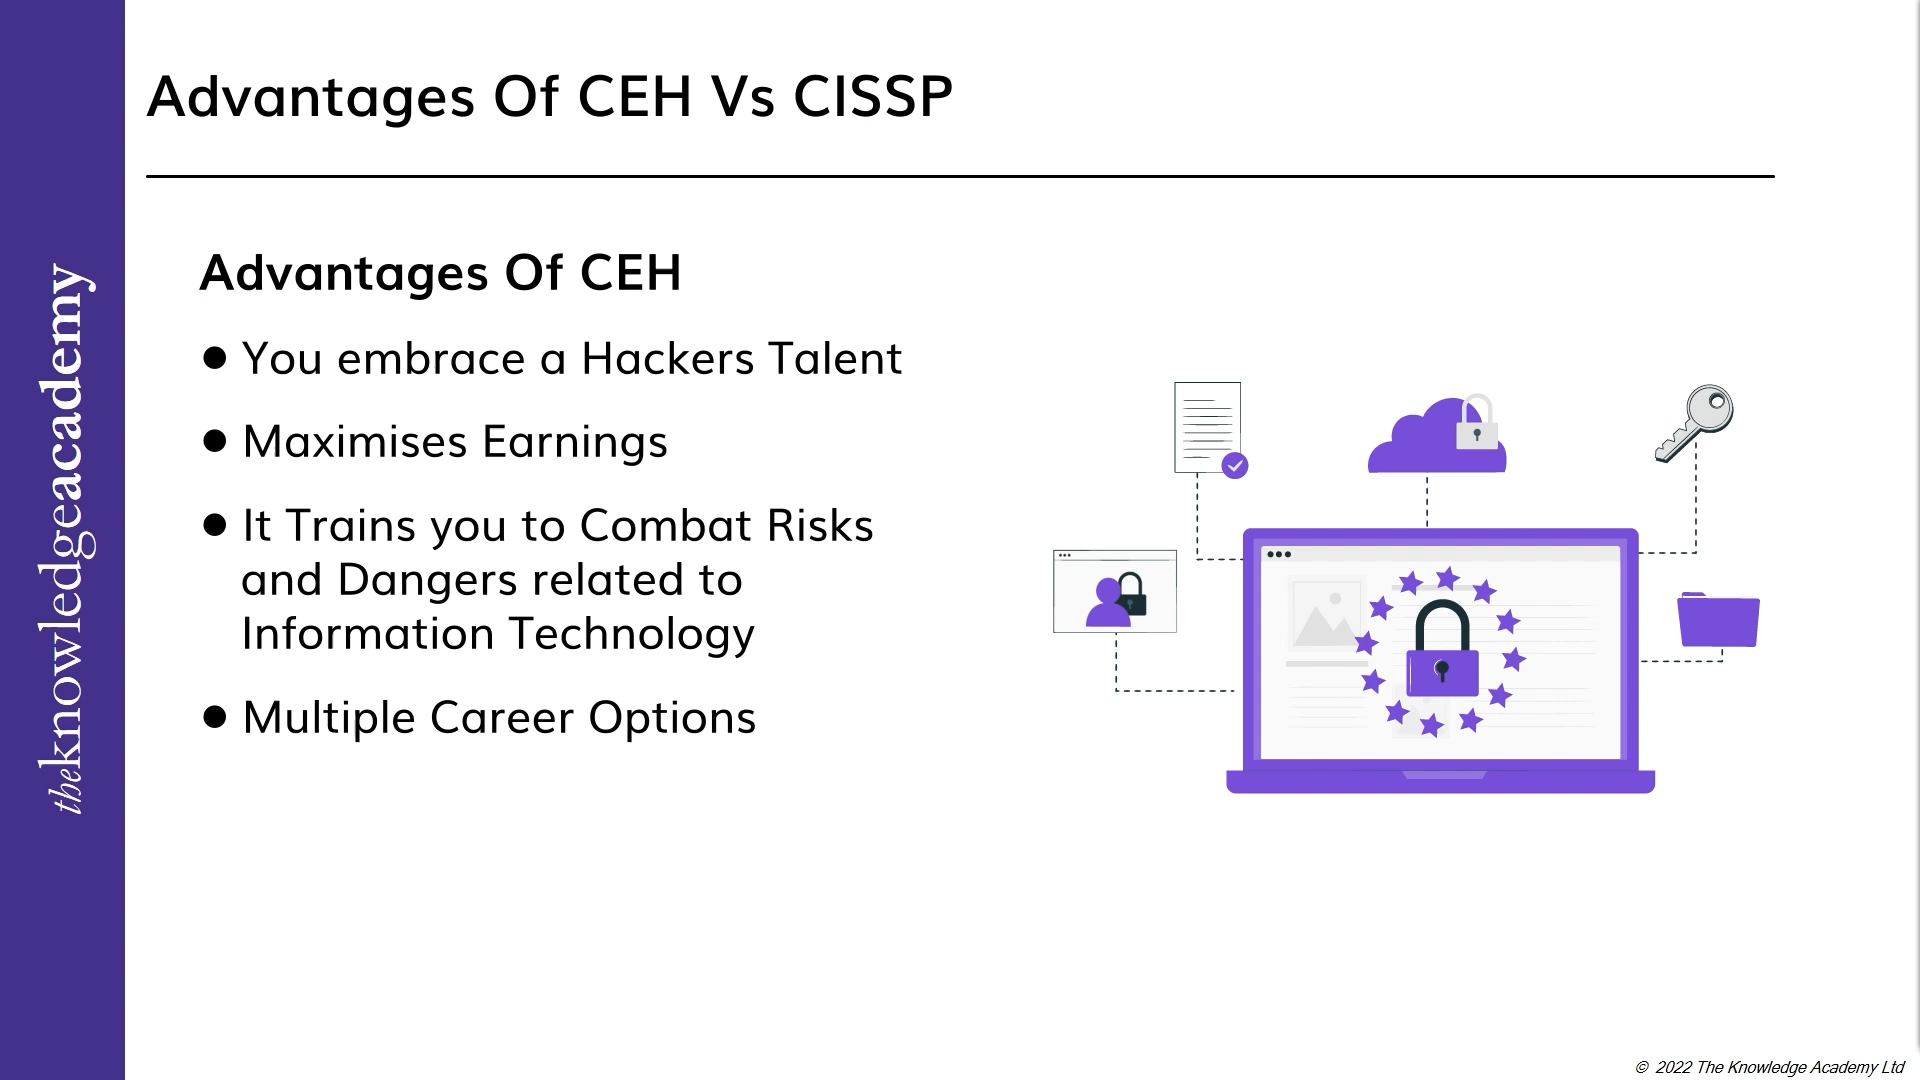 Advantages Of CEH Vs CISSP
Advantages Of CEH
● You embrace a Hackers Talent
● Maximises Earnings
● It Trains you to Combat Risks
and Dangers related to
Information Technology
● Multiple Career Options
theknowledgeacademy
© 2022 The Knowledge Academy Ltd